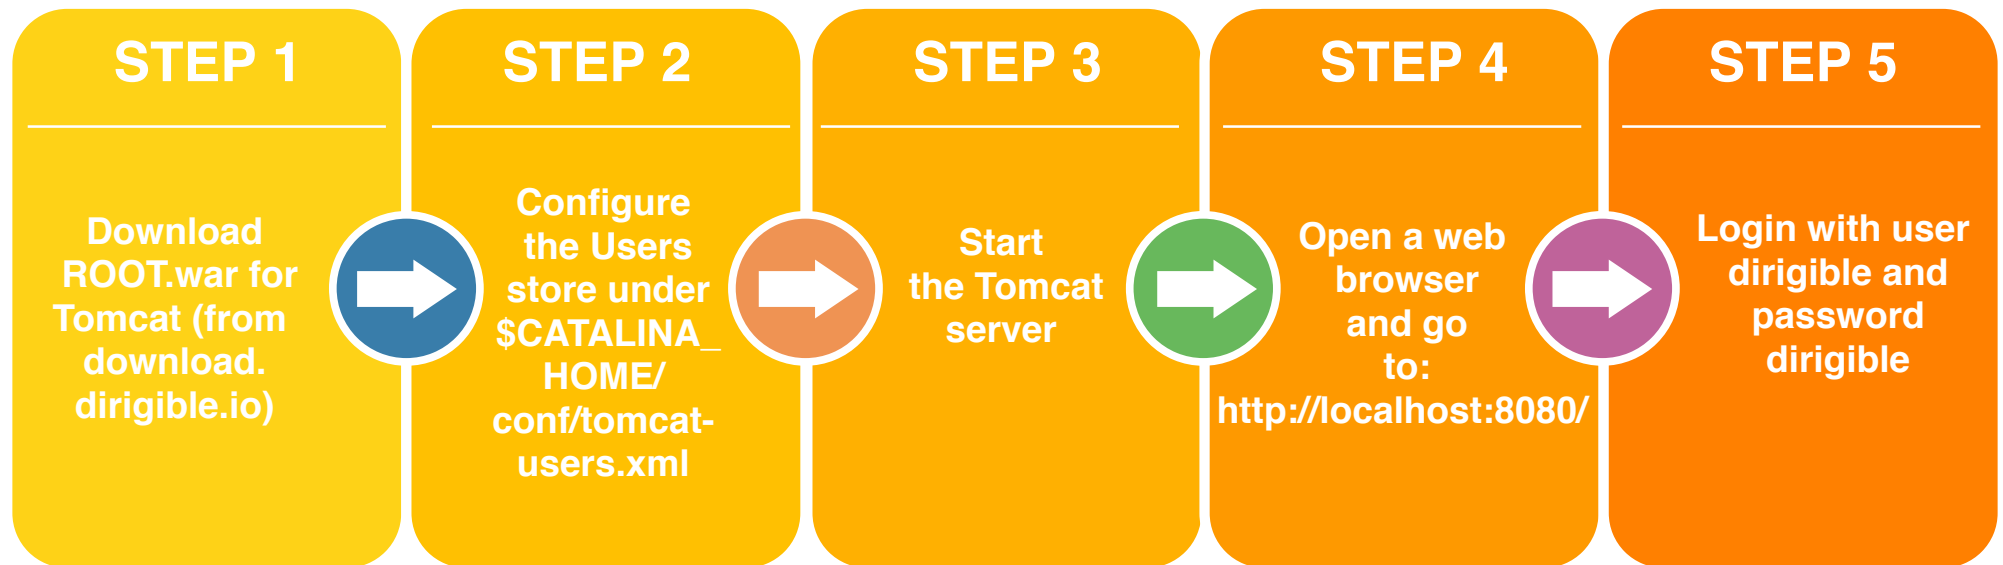 STEP 1
Download
ROOT.war for
Tomcat (from
download.
dirigible.io)
STEP 2
Configure
the Users
store under
$CATALINA_
HOME/
conf/tomcat-
users.xml
STEP 3
Start
the Tomcat
server
STEP 4
Open a web
browser
and go
to:
http://localhost:8080/
STEP 5
Login with user
dirigible and
password
dirigible